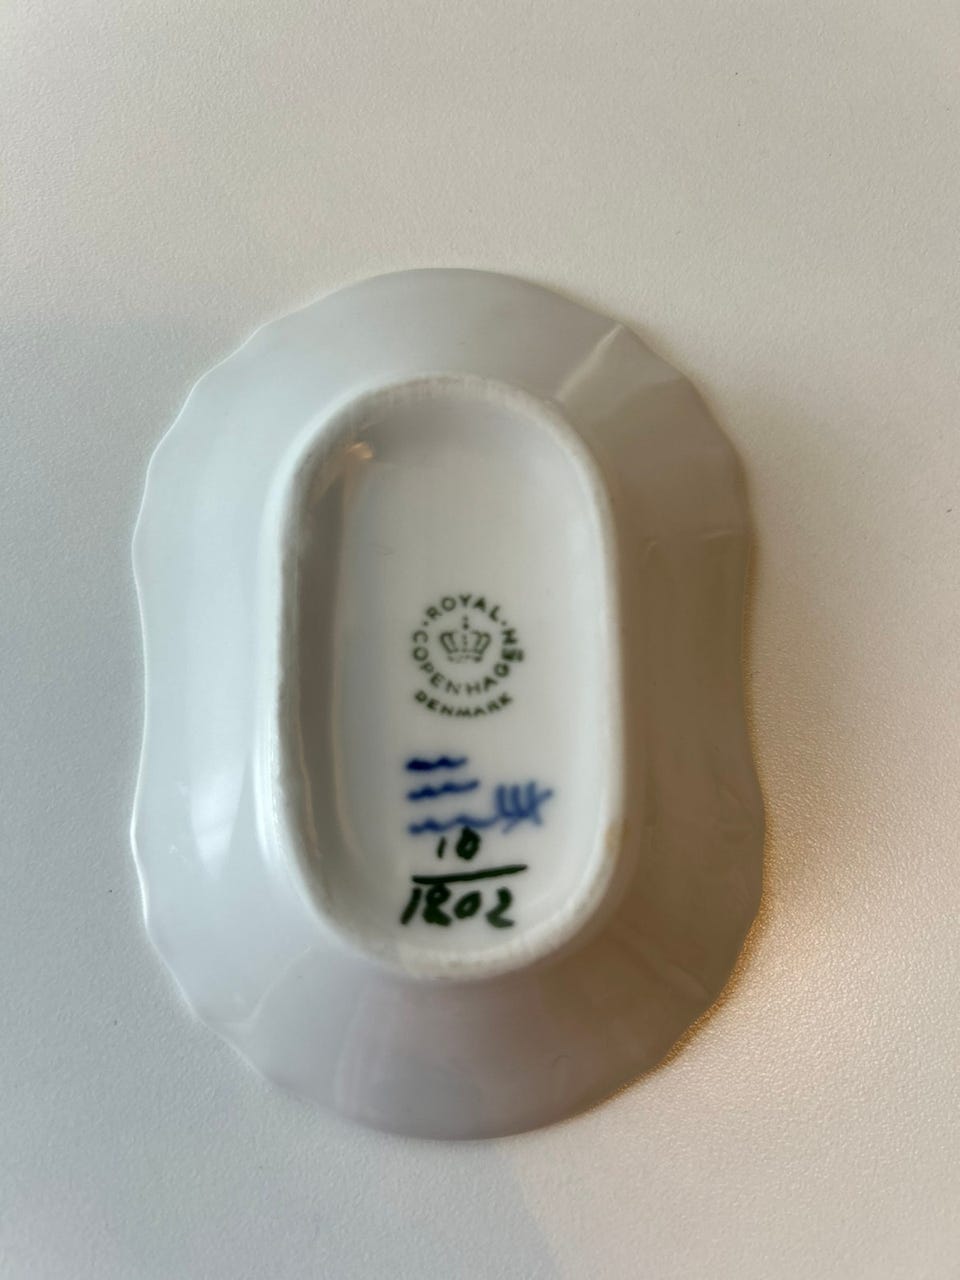 ROYAL
COPENHAGEN
DENMARK
10
1802